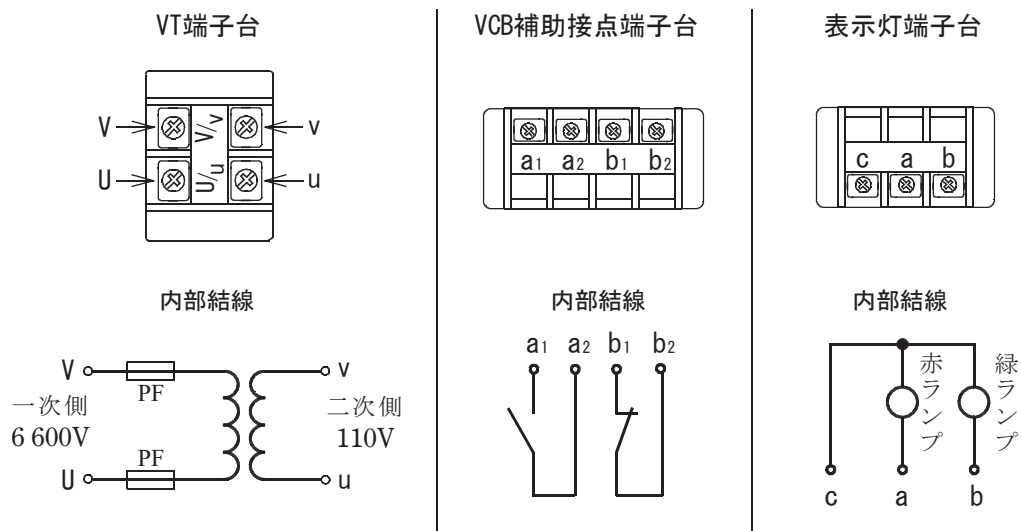 VT端子台
V
V/v
v
U
U/u
u
内部結線
V
PF
v
一次側
6 600V
二次側
110V
U
PF
u
VCB補助接点端子台
a1 a2 b1 b2
内部結線
a1 a2 b1 b2
表示灯端子台
c a b
内部結線
赤ランプ
緑ランプ
c a b